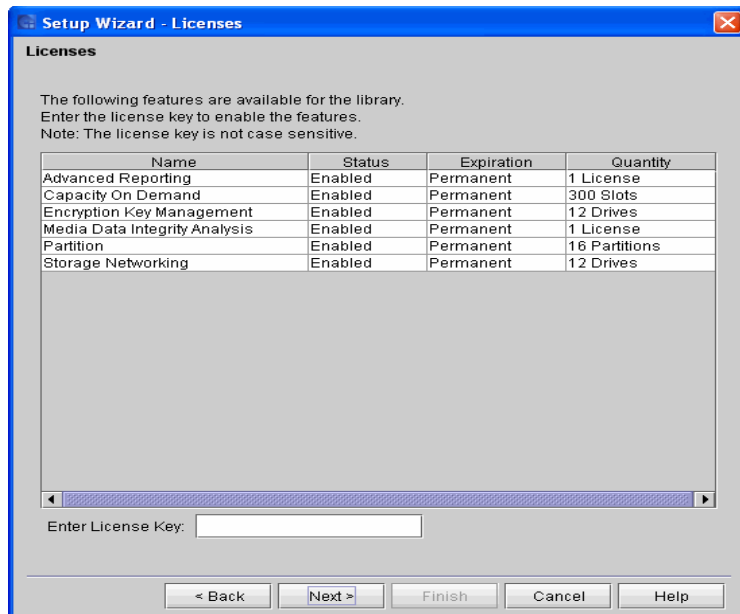 Setup Wizard - Licenses
Licenses
The following features are available for the library.
Enter the license key to enable the features.
Note: The license key is not case sensitive.
Name Status Expiration Quantity
Advanced Reporting Enabled Permanent 1 License
Capacity On Demand Enabled Permanent 300 Slots
Encryption Key Management Enabled Permanent 12 Drives
Media Data Integrity Analysis Enabled Permanent 1 License
Partition Enabled Permanent 16 Partitions
Storage Networking Enabled Permanent 12 Drives
Enter License Key:
< Back Next > Finish Cancel Help